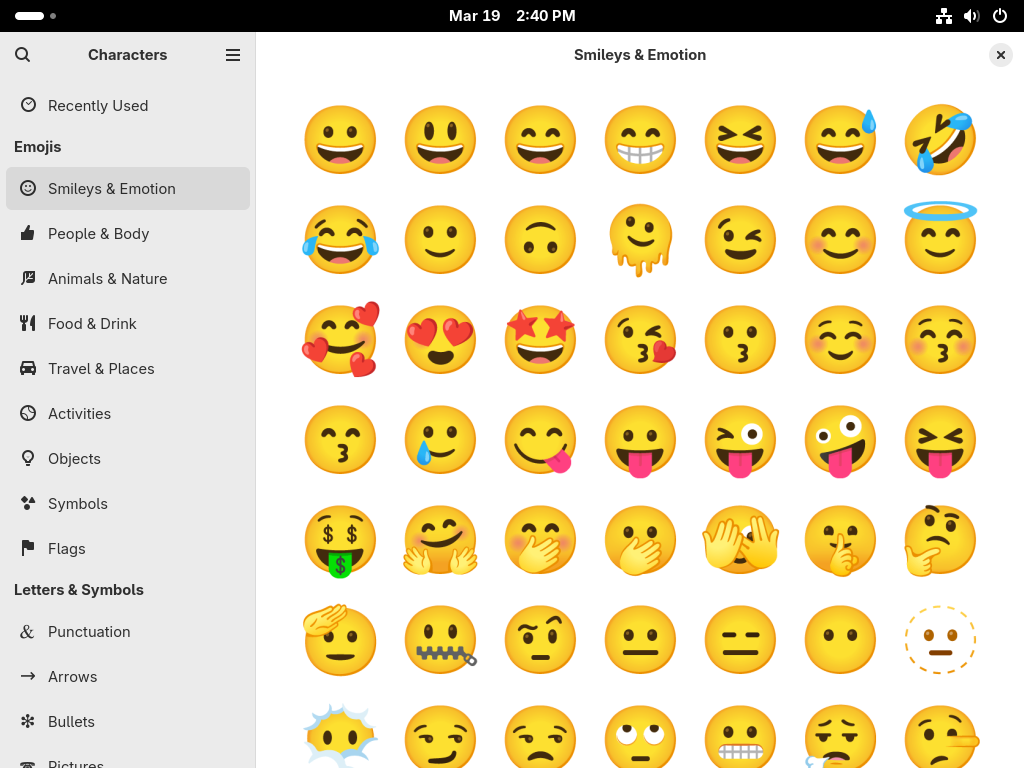 Mar 19 2:40 PM
Characters
Smileys & Emotion
Recently Used
Emojis
Smileys & Emotion
People & Body
Animals & Nature
Food & Drink
Travel & Places
Activities
Objects
Symbols
Flags
Letters & Symbols
& Punctuation
Arrows
Bullets
Pictures